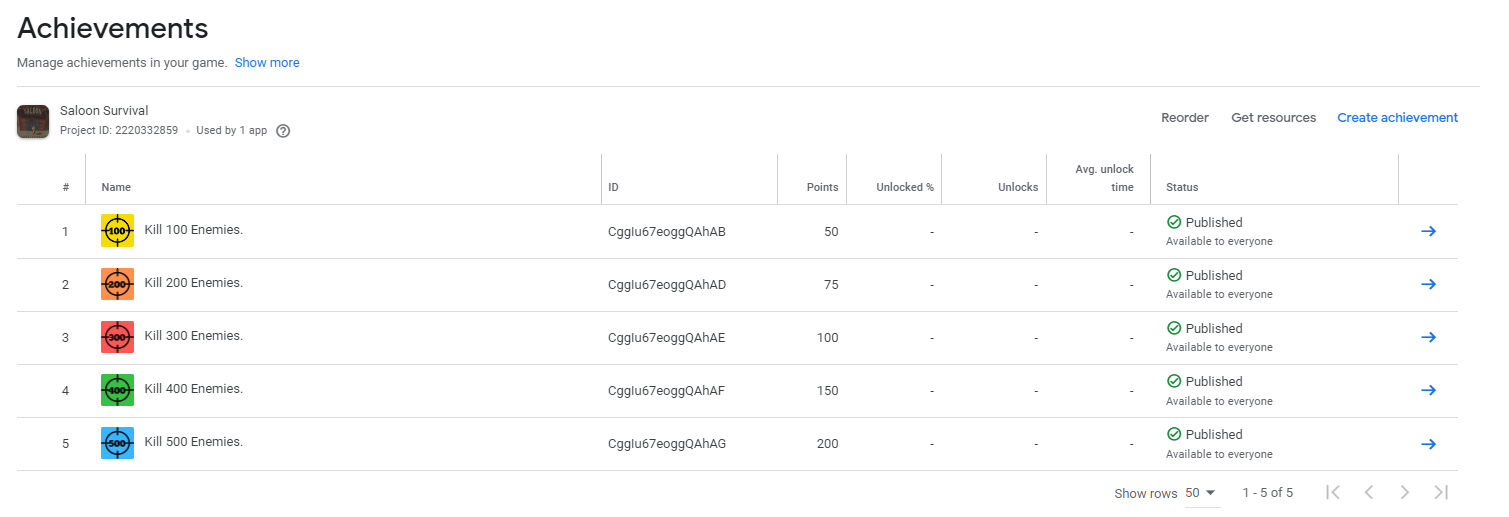 Achievements
Manage achievements in your game. Show more
SALOON
Saloon Survival
Project ID: 2220332859 • Used by 1 app ?
Reorder Get resources Create achievement
# Name ID Points Unlocked % Unlocks Avg. unlock time Status
1 100 Kill 100 Enemies. CggIu67eoggQAhAB 50 - - - Published
Available to everyone
2 200 Kill 200 Enemies. CggIu67eoggQAhAD 75 - - - Published
Available to everyone
3 300 Kill 300 Enemies. CggIu67eoggQAhAE 100 - - - Published
Available to everyone
4 400 Kill 400 Enemies. CggIu67eoggQAhAF 150 - - - Published
Available to everyone
5 500 Kill 500 Enemies. CggIu67eoggQAhAG 200 - - - Published
Available to everyone
Show rows 50 1 - 5 of 5